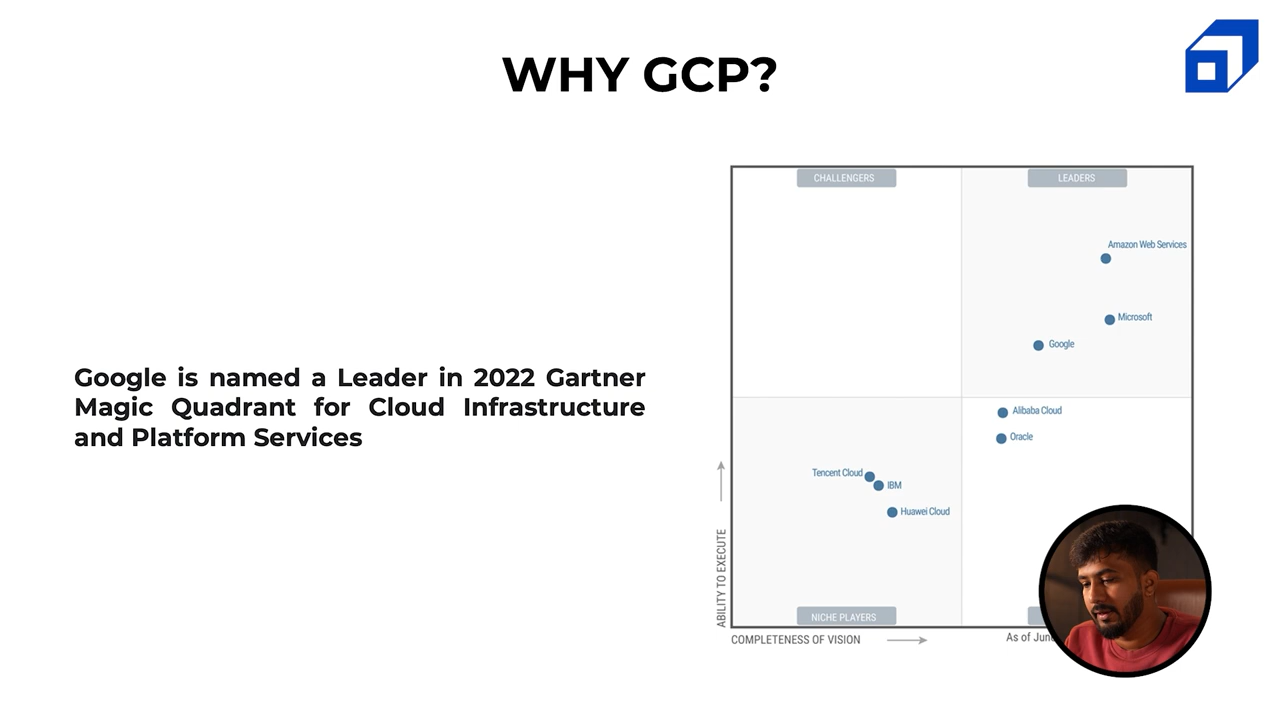 WHY GCP?
Google is named a Leader in 2022 Gartner
Magic Quadrant for Cloud Infrastructure
and Platform Services
CHALLENGERS
LEADERS
Amazon Web Services
Microsoft
Google
Alibaba Cloud
Oracle
Tencent Cloud
IBM
Huawei Cloud
ABILITY TO EXECUTE
NICHE PLAYERS
COMPLETENESS OF VISION
As of